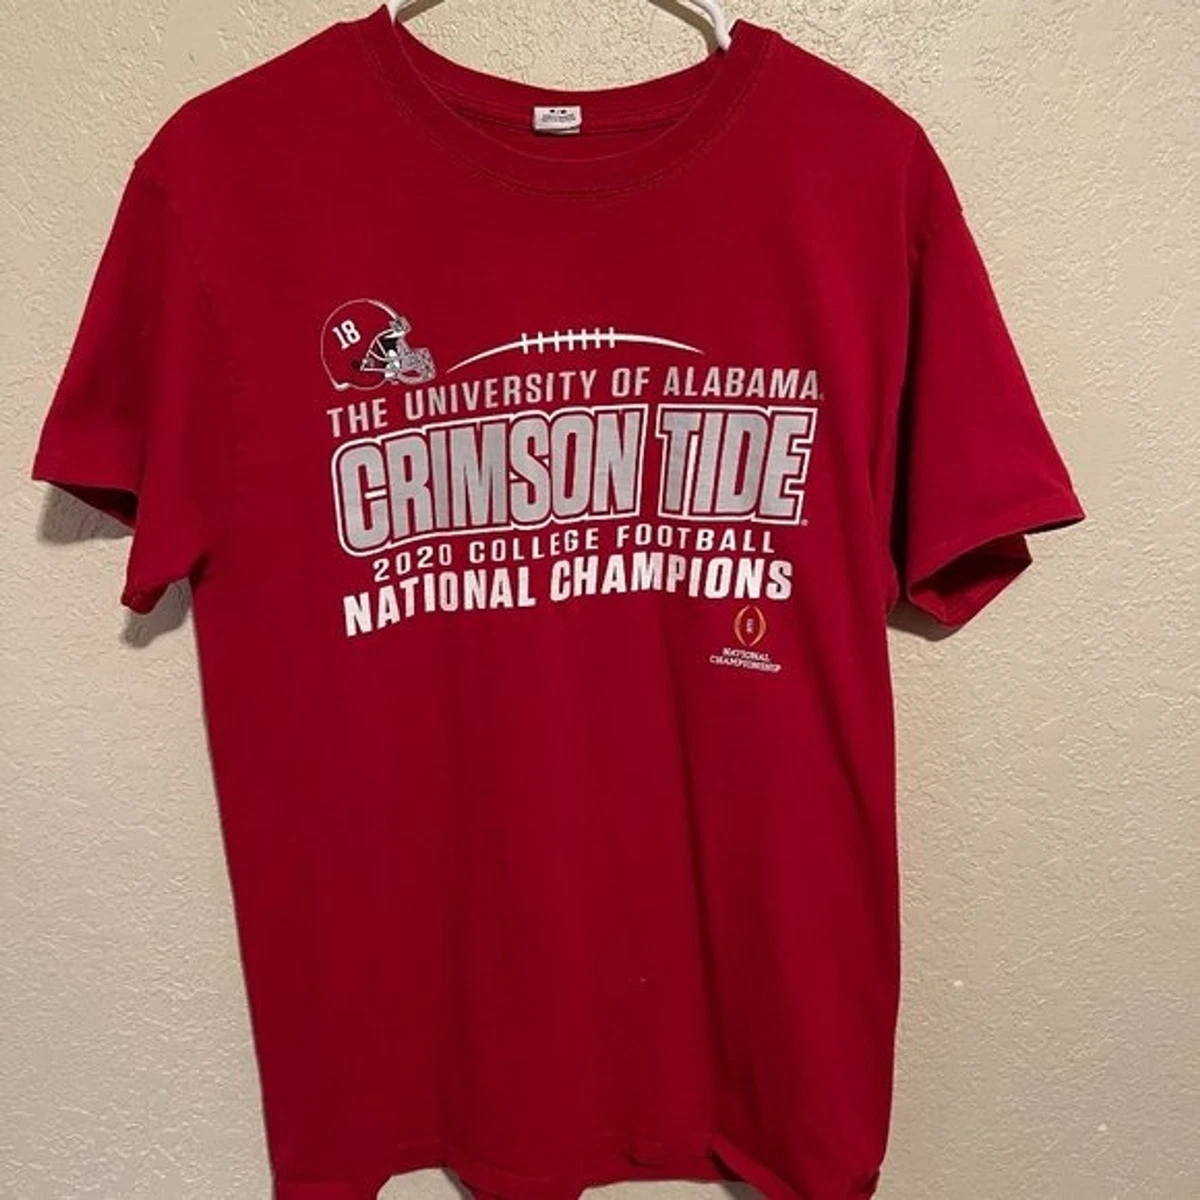 18
THE UNIVERSITY OF ALABAMA®
CRIMSON TIDE®
2020 COLLEGE FOOTBALL
NATIONAL CHAMPIONS
NATIONAL
CHAMPIONSHIP